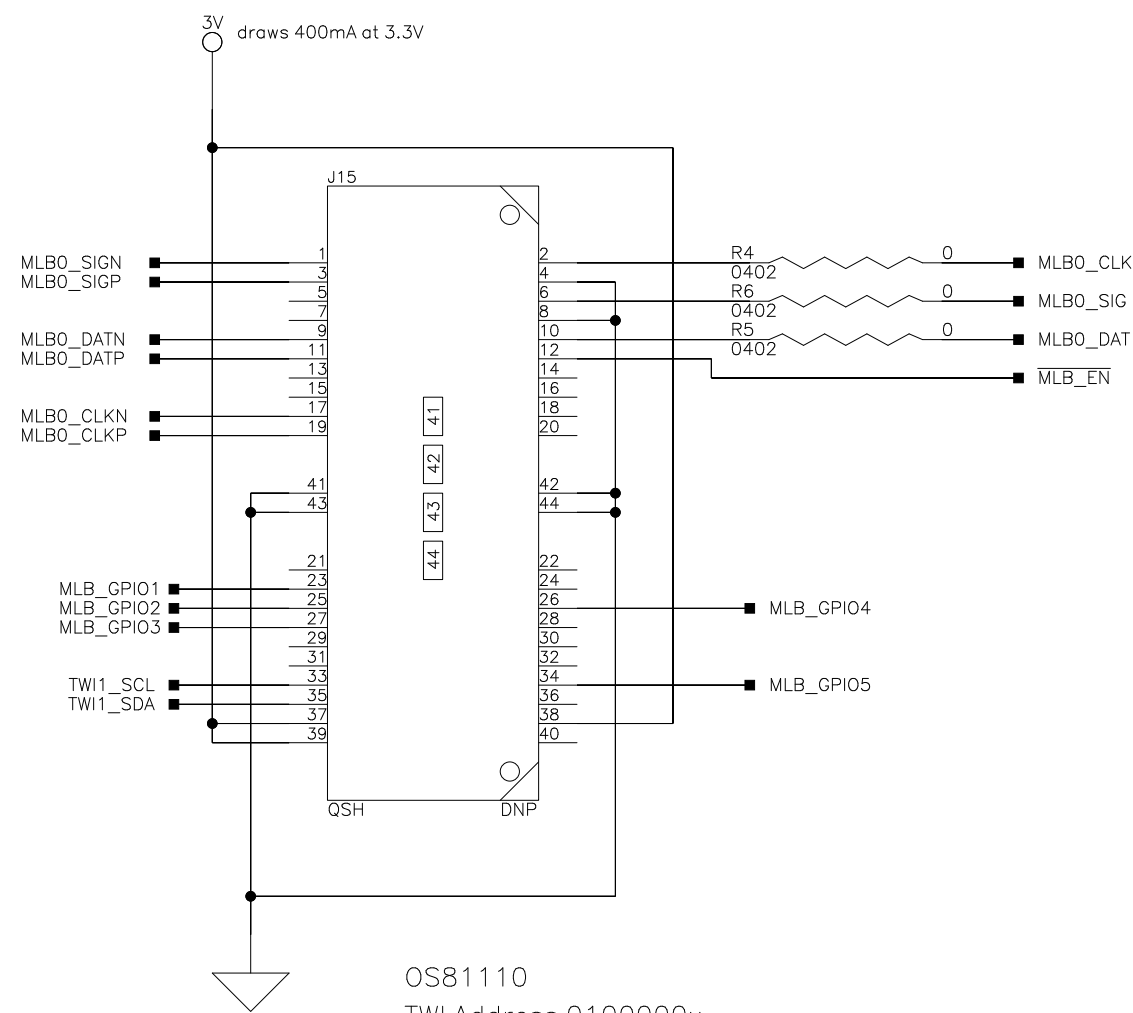 3V
draws 400mA at 3.3V
J15
MLB0_SIGN 1
MLB0_SIGP 3
5
7
MLB0_DATN 9
MLB0_DATP 11
13
15
MLB0_CLKN 17
MLB0_CLKP 19
41
43
21
MLB_GPIO1 23
MLB_GPIO2 25
MLB_GPIO3 27
29
31
TWI1_SCL 33
TWI1_SDA 35
37
39
41
42
43
44
2 R4 0402 0 MLB0_CLK
4
6 R6 0402 0 MLB0_SIG
8
10 R5 0402 0 MLB0_DAT
12 MLB_EN
14
16
18
20
42
44
22
24
26 MLB_GPIO4
28
30
32
34 MLB_GPIO5
36
38
40
QSH DNP
OS81110
TWI Address